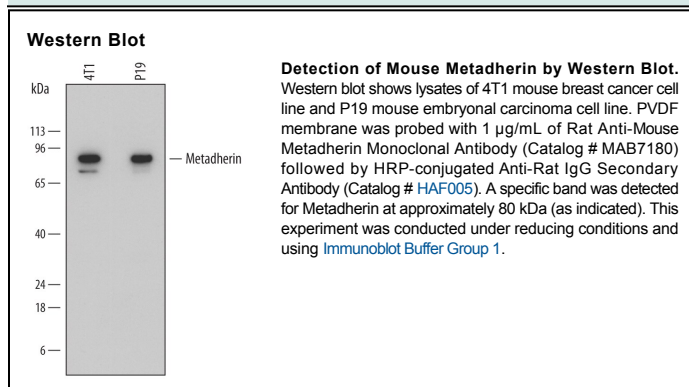 Western Blot
kDa
4T1
P19
113
96
65
40
24
18
6
Metadherin
Detection of Mouse Metadherin by Western Blot.
Western blot shows lysates of 4T1 mouse breast cancer cell
line and P19 mouse embryonal carcinoma cell line. PVDF
membrane was probed with 1 µg/mL of Rat Anti-Mouse
Metadherin Monoclonal Antibody (Catalog # MAB7180)
followed by HRP-conjugated Anti-Rat IgG Secondary
Antibody (Catalog # HAF005). A specific band was detected
for Metadherin at approximately 80 kDa (as indicated). This
experiment was conducted under reducing conditions and
using Immunoblot Buffer Group 1.